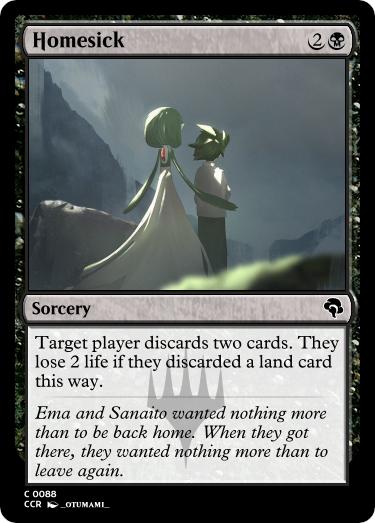 Homesick 2
Sorcery
Target player discards two cards. They
lose 2 life if they discarded a land card
this way.
Ema and Sanaito wanted nothing more
than to be back home. When they got
there, they wanted nothing more than to
leave again.
C 0088
CCR _OTUMAMI_